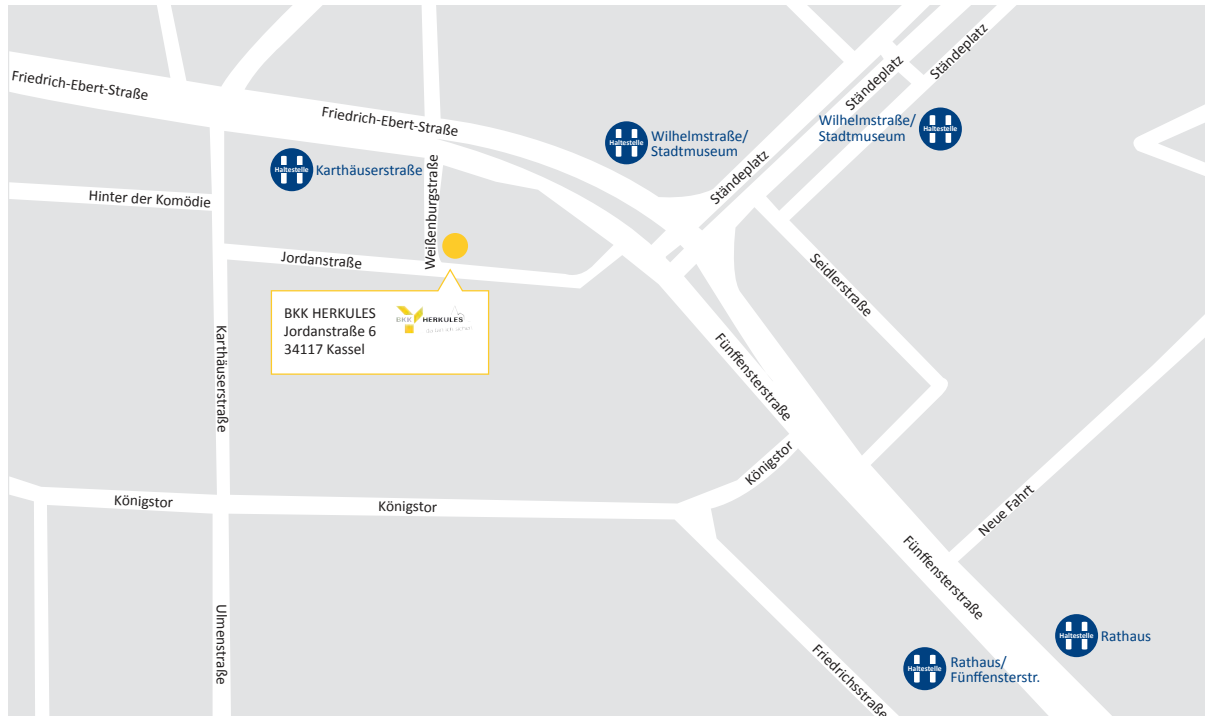 Friedrich-Ebert-Straße
Friedrich-Ebert-Straße
Ständeplatz
Ständeplatz
Ständeplatz
Haltestelle
Wilhelmstraße/
Stadtmuseum
Wilhelmstraße/
Stadtmuseum
Haltestelle
Haltestelle
Karthäuserstraße
Hinter der Komödie
Weißenburgstraße
Jordanstraße
Seidlerstraße
BKK HERKULES
Jordanstraße 6
34117 Kassel
BKK HERKULES
Karthäuserstraße
Fünffensterstraße
Königstor
Königstor
Königstor
Neue Fahrt
Fünffensterstraße
Ulmenstraße
Friedrichsstraße
Haltestelle
Rathaus
Haltestelle
Rathaus/
Fünffensterstr.